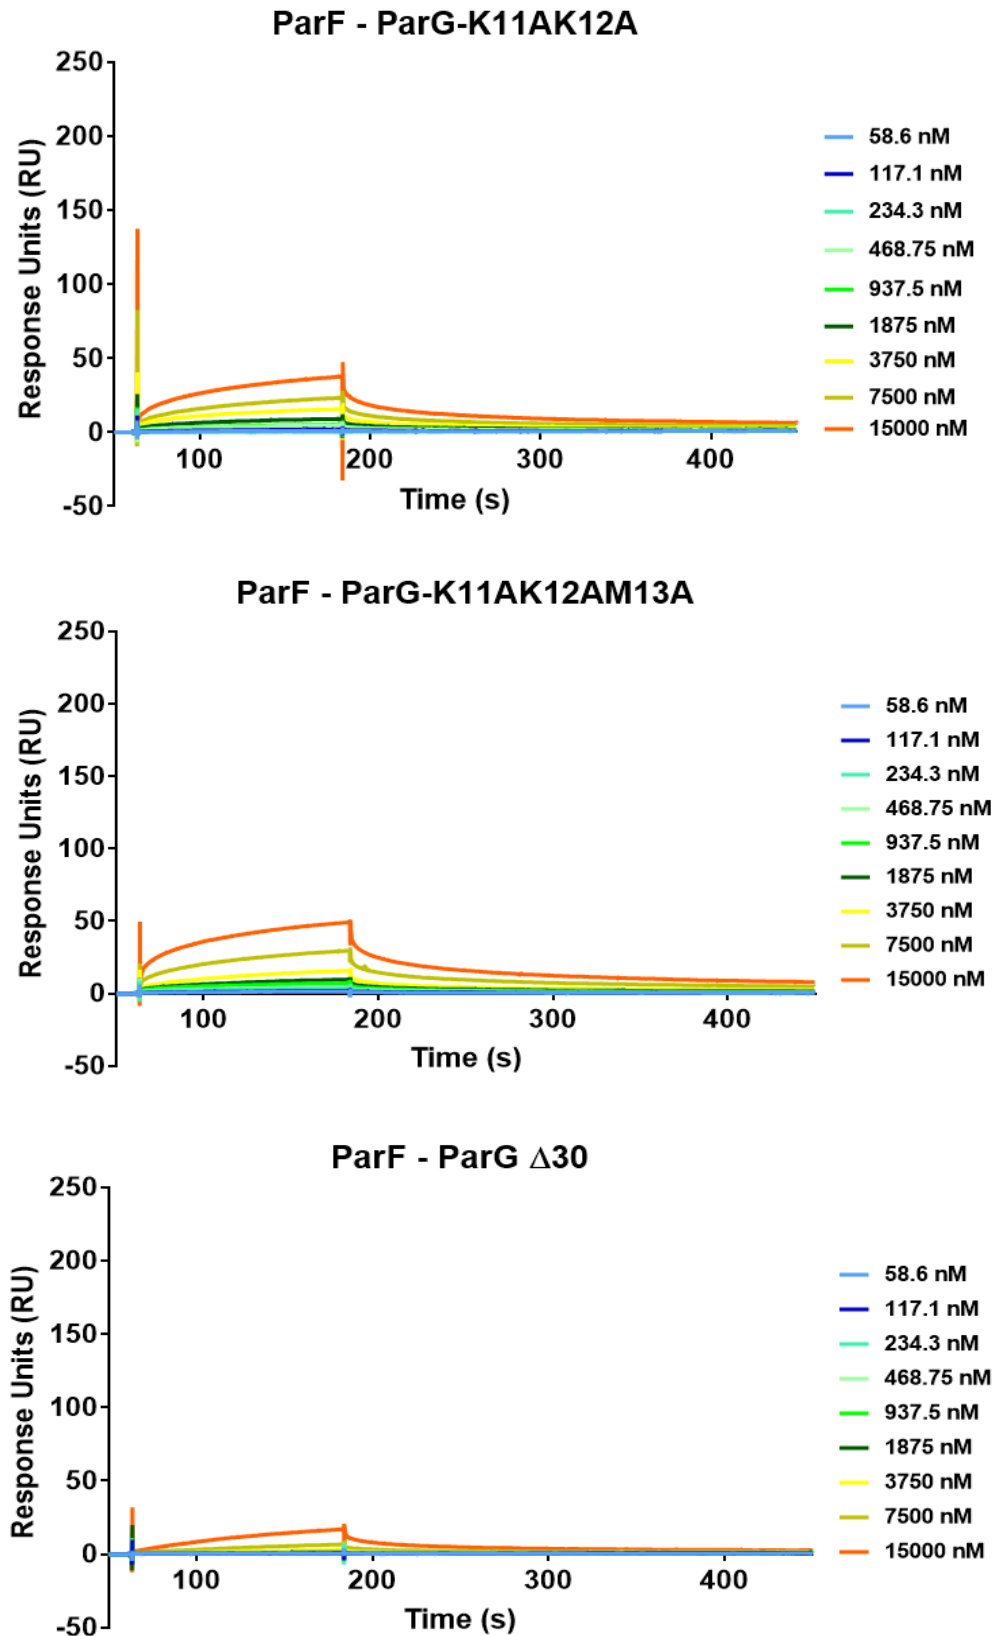 ParF - ParG-K11AK12A
250
200
150
100
50
0
-50
Response Units (RU)
100 200 300 400
Time (s)
58.6 nM
117.1 nM
234.3 nM
468.75 nM
937.5 nM
1875 nM
3750 nM
7500 nM
15000 nM
ParF - ParG-K11AK12AM13A
250
200
150
100
50
0
-50
Response Units (RU)
100 200 300 400
Time (s)
58.6 nM
117.1 nM
234.3 nM
468.75 nM
937.5 nM
1875 nM
3750 nM
7500 nM
15000 nM
ParF - ParG Δ30
250
200
150
100
50
0
-50
Response Units (RU)
100 200 300 400
Time (s)
58.6 nM
117.1 nM
234.3 nM
468.75 nM
937.5 nM
1875 nM
3750 nM
7500 nM
15000 nM